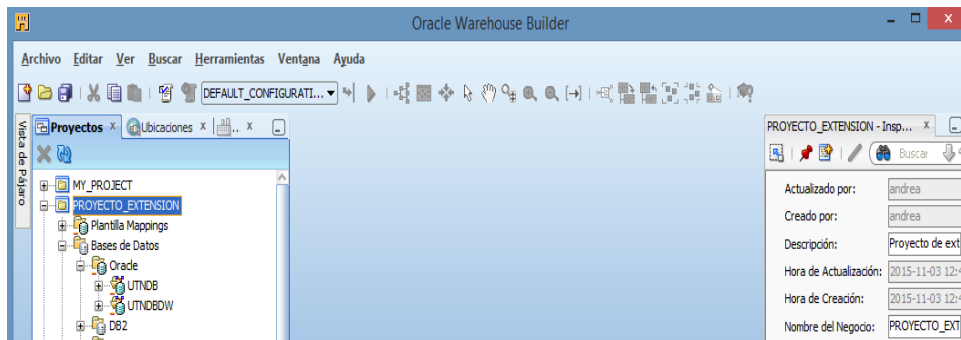 Oracle Warehouse Builder
Archivo Editar Ver Buscar Herramientas Ventana Ayuda
DEFAULT_CONFIGURATI...
Vista de Pájaro
Proyectos x Ubicaciones x .. x
MY_PROJECT
PROYECTO_EXTENSION
Plantilla Mappings
Bases de Datos
Oracle
UTNDB
UTNDBDW
DB2
PROYECTO_EXTENSION - Insp... x
Buscar
Actualizado por: andrea
Creado por: andrea
Descripción: Proyecto de ext
Hora de Actualización: 2015-11-03 12:4
Hora de Creación: 2015-11-03 12:4
Nombre del Negocio: PROYECTO_EXT